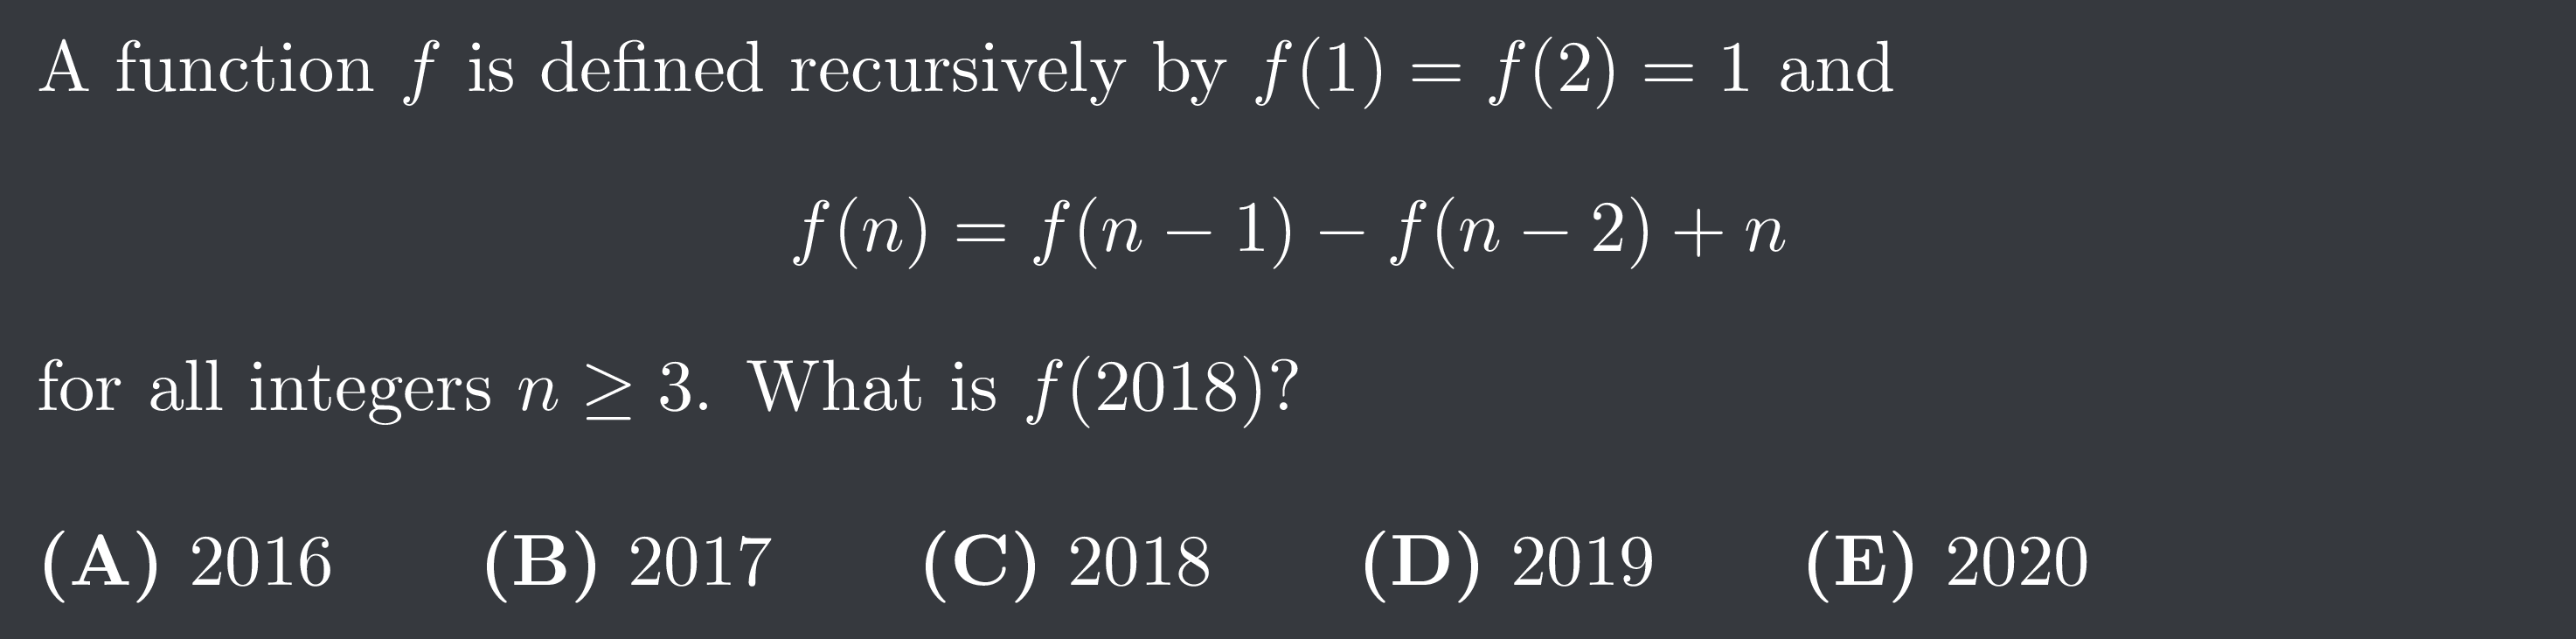 A function f is defined recursively by f(1) = f(2) = 1 and
f(n) = f(n − 1) − f(n − 2) + n
for all integers n ≥ 3. What is f(2018)?
(A) 2016 (B) 2017 (C) 2018 (D) 2019 (E) 2020